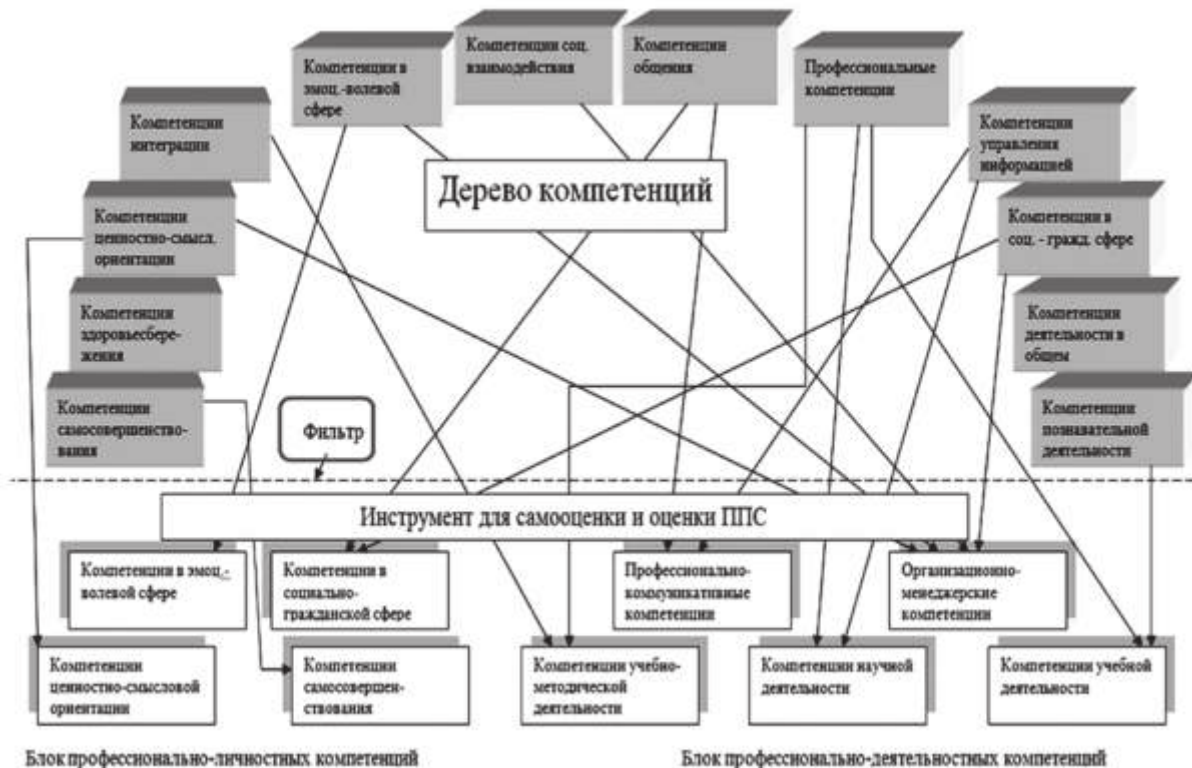 Компетенции соц.
взаимодействия
Компетенции
общения
Компетенции в
эмоц.-волевой
сфере
Профессиональные
компетенции
Компетенции
интеграции
Компетенции
управления
информацией
Дерево компетенций
Компетенции
ценностно-смысл.
ориентации
Компетенции в
соц. - гражд. сфере
Компетенции
здоровьесбере-
жения
Компетенции
деятельности в
общем
Компетенции
самосовершенство-
вания
Компетенции
познавательной
деятельности
Фильтр
Инструмент для самооценки и оценки ППС
Компетенции в эмоц.-
волевой сфере
Компетенции в
социально-
гражданской сфере
Профессионально-
коммуникативные
компетенции
Организационно-
менеджерские
компетенции
Компетенции
ценностно-смысловой
ориентации
Компетенции
самосовершен-
ствования
Компетенции учебно-
методической
деятельности
Компетенции научной
деятельности
Компетенции учебной
деятельности
Блок профессионально-личностных компетенций
Блок профессионально-деятельностных компетенций